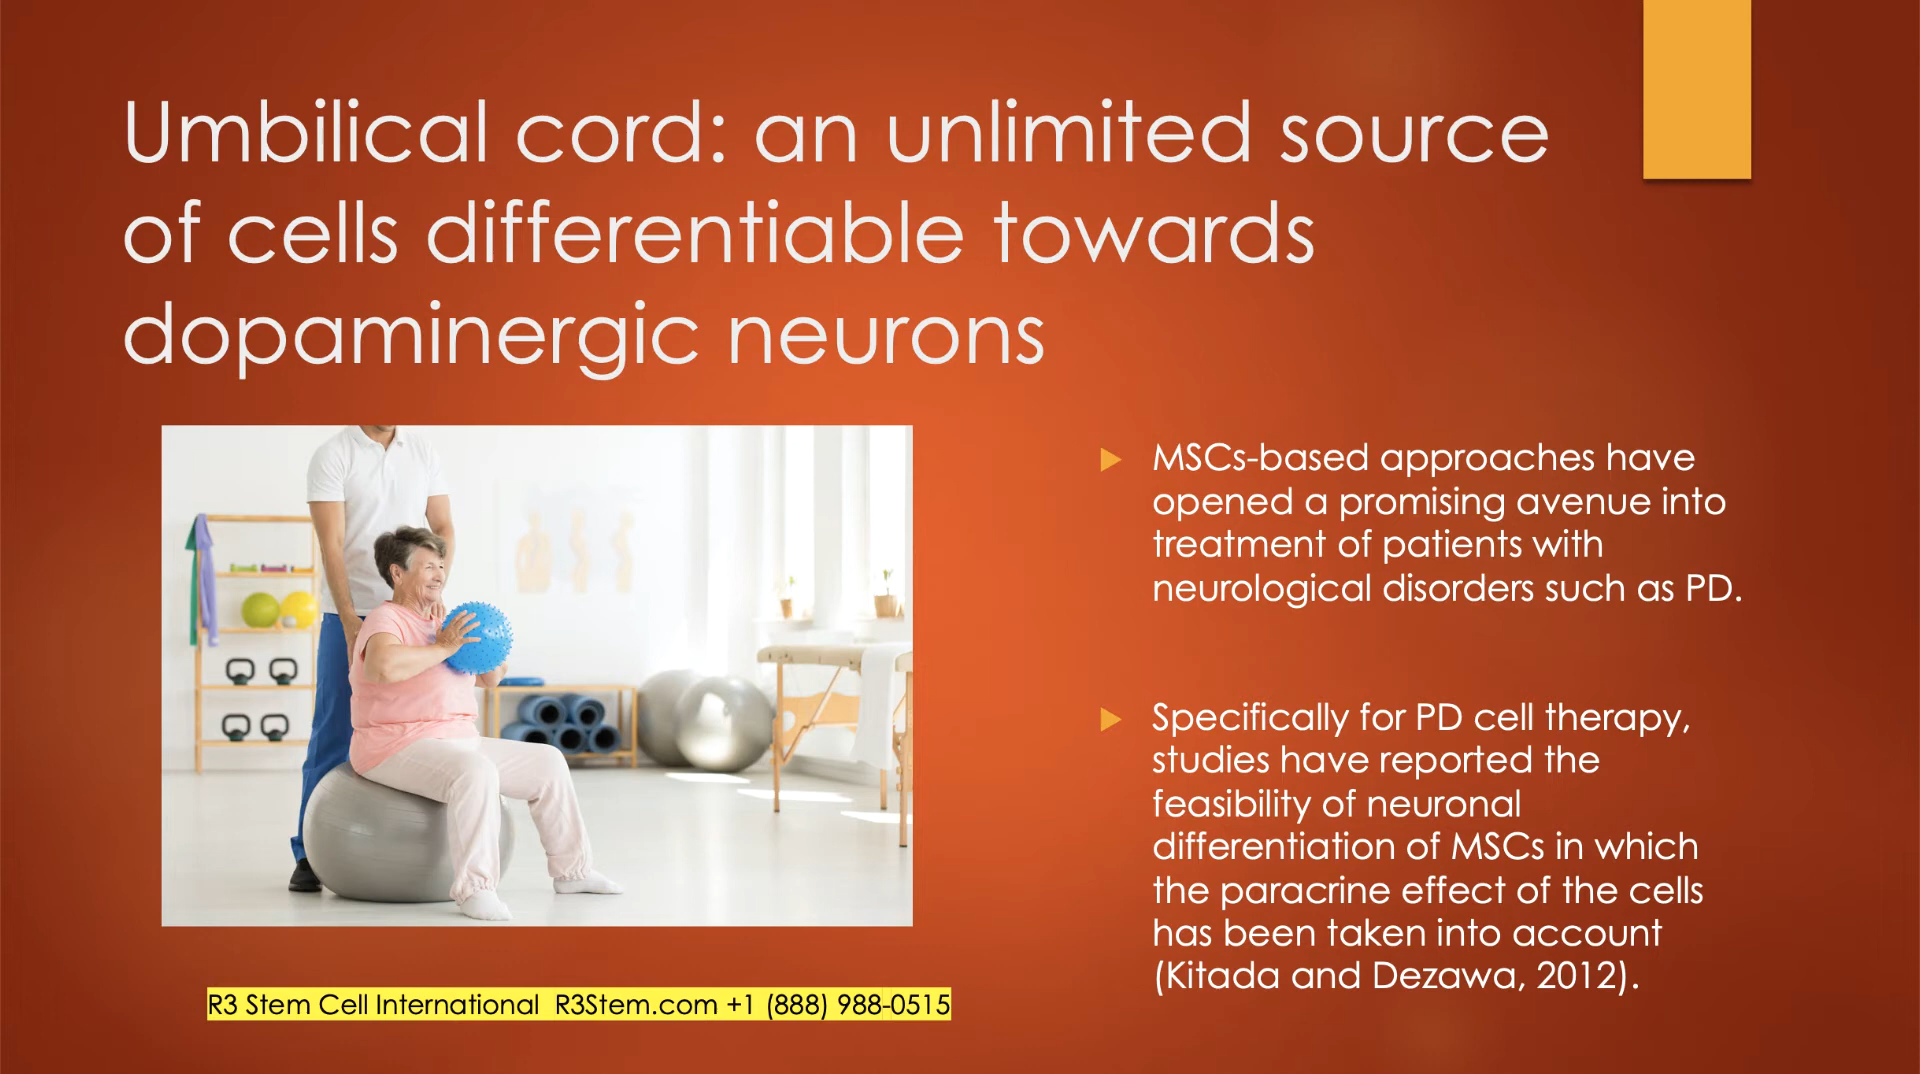 Umbilical cord: an unlimited source
of cells differentiable towards
dopaminergic neurons
MSCs-based approaches have
opened a promising avenue into
treatment of patients with
neurological disorders such as PD.
Specifically for PD cell therapy,
studies have reported the
feasibility of neuronal
differentiation of MSCs in which
the paracrine effect of the cells
has been taken into account
(Kitada and Dezawa, 2012).
R3 Stem Cell International  R3Stem.com +1 (888) 988-0515